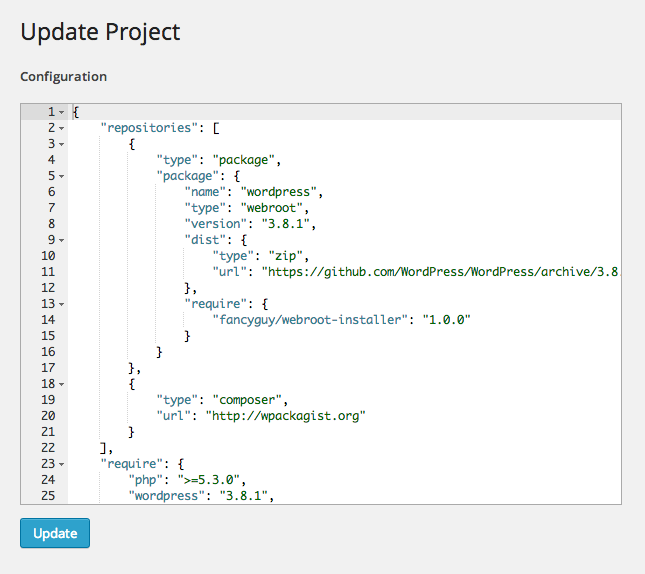 Update Project
Configuration
1 {
2 "repositories": [
3 {
4 "type": "package",
5 "package": {
6 "name": "wordpress",
7 "type": "webroot",
8 "version": "3.8.1",
9 "dist": {
10 "type": "zip",
11 "url": "https://github.com/WordPress/WordPress/archive/3.8.
12 },
13 "require": {
14 "fancyguy/webroot-installer": "1.0.0"
15 }
16 }
17 },
18 {
19 "type": "composer",
20 "url": "http://wpackagist.org"
21 }
22 ],
23 "require": {
24 "php": ">=5.3.0",
25 "wordpress": "3.8.1",
Update